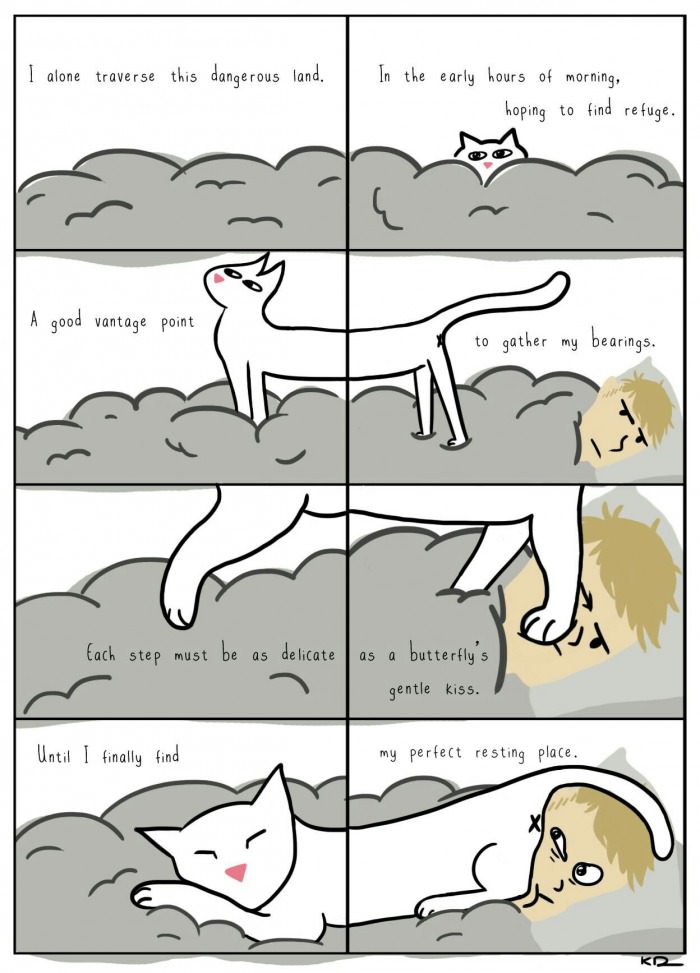 I alone traverse this dangerous land.
In the early hours of morning,
hoping to find refuge.
A good vantage point
to gather my bearings.
Each step must be as delicate
as a butterfly's
gentle kiss.
Until I finally find
my perfect resting place.